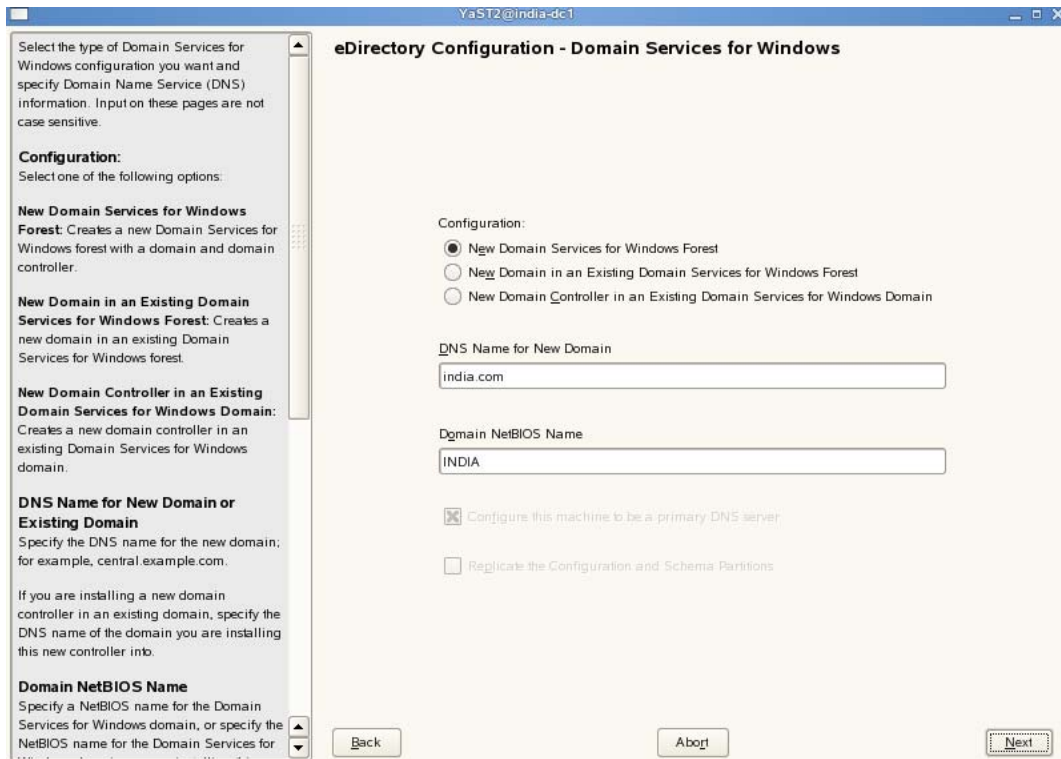 YaST2@india-dc1
Select the type of Domain Services for
Windows configuration you want and
specify Domain Name Service (DNS)
information. Input on these pages are not
case sensitive.
Configuration:
Select one of the following options:
New Domain Services for Windows
Forest: Creates a new Domain Services for
Windows forest with a domain and domain
controller.
New Domain in an Existing Domain
Services for Windows Forest: Creates a
new domain in an existing Domain
Services for Windows forest.
New Domain Controller in an Existing
Domain Services for Windows Domain:
Creates a new domain controller in an
existing Domain Services for Windows
domain.
DNS Name for New Domain or
Existing Domain
Specify the DNS name for the new domain;
for example, central.example.com.
If you are installing a new domain
controller in an existing domain, specify the
DNS name of the domain you are installing
this new controller into.
Domain NetBIOS Name
Specify a NetBIOS name for the Domain
Services for Windows domain, or specify the
NetBIOS name for the Domain Services for
eDirectory Configuration - Domain Services for Windows
Configuration:
New Domain Services for Windows Forest
New Domain in an Existing Domain Services for Windows Forest
New Domain Controller in an Existing Domain Services for Windows Domain
DNS Name for New Domain
india.com
Domain NetBIOS Name
INDIA
Configure this machine to be a primary DNS server
Replicate the Configuration and Schema Partitions
Back
Abort
Next